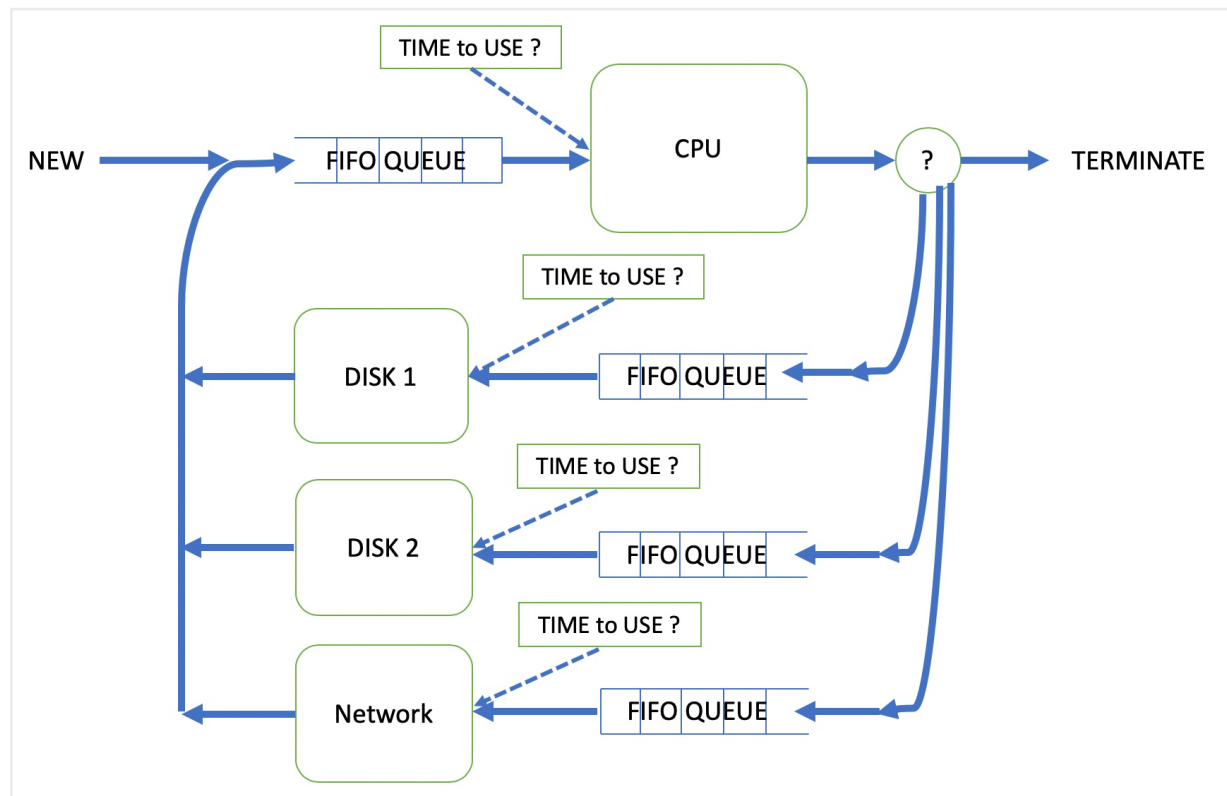 TIME to USE ?
NEW
FIFO QUEUE
CPU
?
TERMINATE
TIME to USE ?
DISK 1
FIFO QUEUE
TIME to USE ?
DISK 2
FIFO QUEUE
TIME to USE ?
Network
FIFO QUEUE